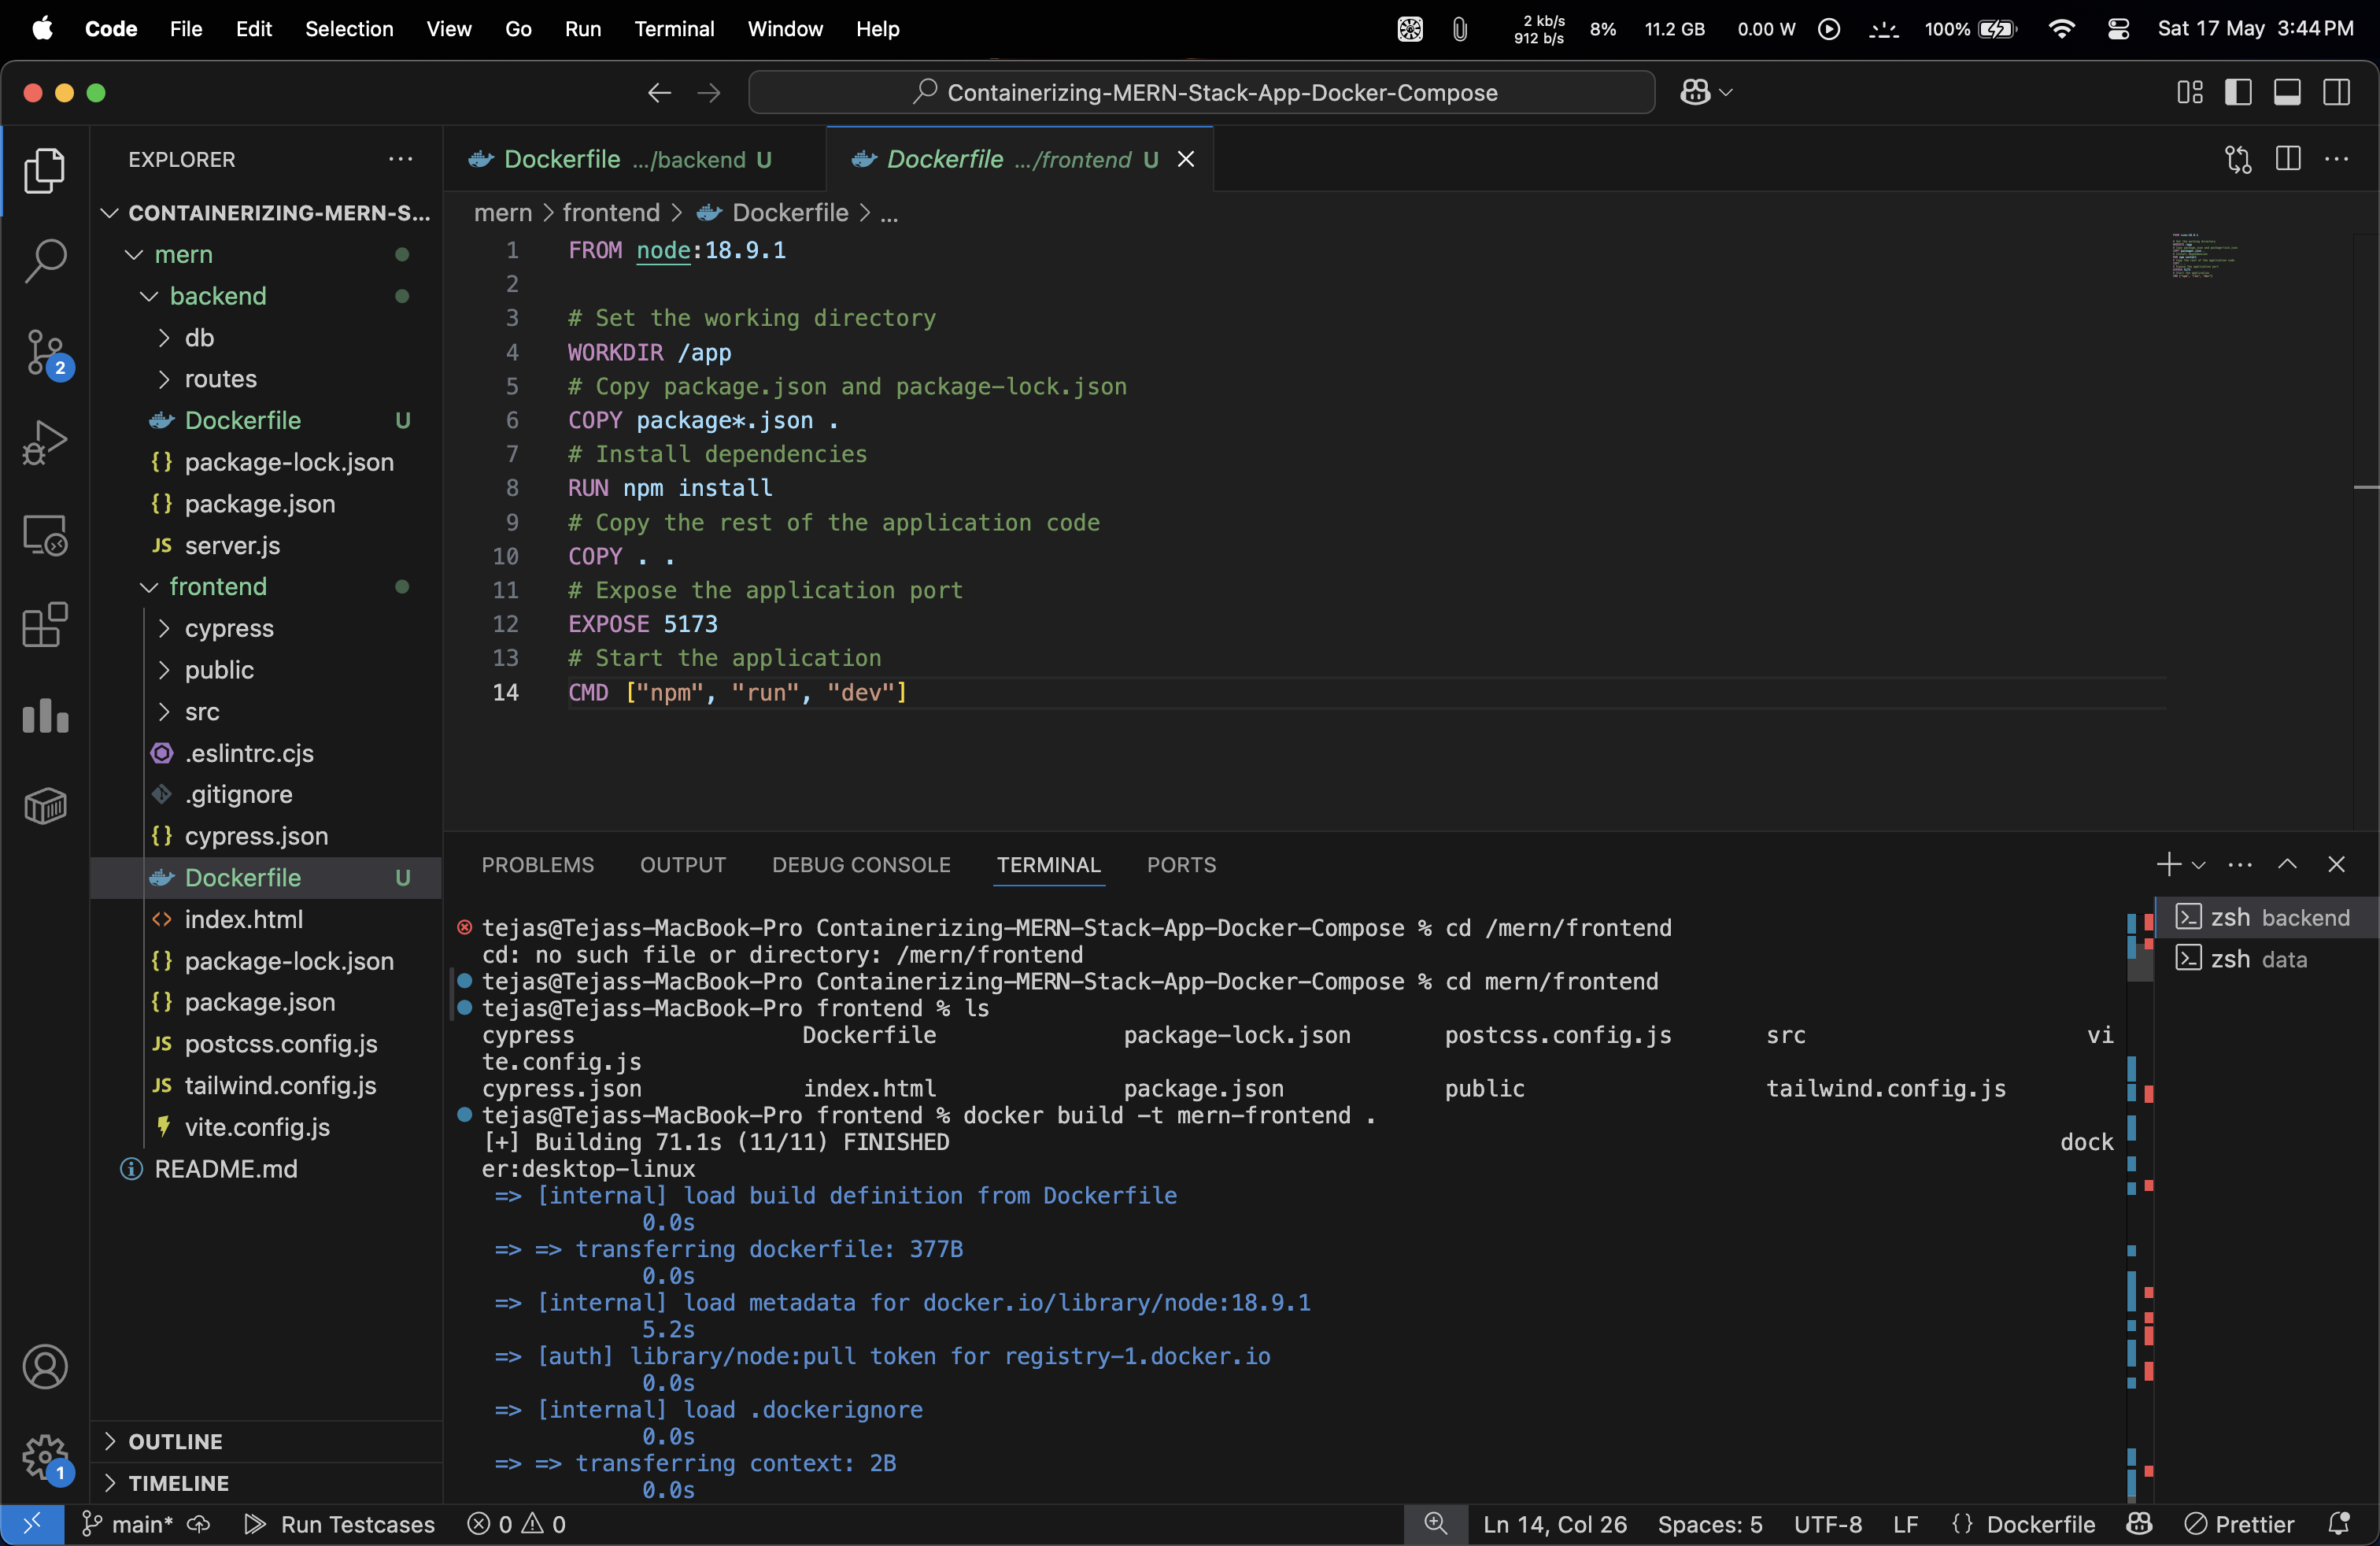 Code File Edit Selection View Go Run Terminal Window Help
2 kb/s
912 b/s
8% 11.2 GB 0.00 W 100% Sat 17 May 3:44 PM
Containerizing-MERN-Stack-App-Docker-Compose
EXPLORER
CONTAINERIZING-MERN-S...
mern
backend
db
routes
Dockerfile U
package-lock.json
package.json
server.js
frontend
cypress
public
src
.eslintrc.cjs
.gitignore
cypress.json
Dockerfile U
index.html
package-lock.json
package.json
postcss.config.js
tailwind.config.js
vite.config.js
README.md
OUTLINE
TIMELINE
2
1
Dockerfile .../backend U
Dockerfile .../frontend U
mern > frontend > Dockerfile > ...
1 FROM node:18.9.1
2
3 # Set the working directory
4 WORKDIR /app
5 # Copy package.json and package-lock.json
6 COPY package*.json .
7 # Install dependencies
8 RUN npm install
9 # Copy the rest of the application code
10 COPY . .
11 # Expose the application port
12 EXPOSE 5173
13 # Start the application
14 CMD ["npm", "run", "dev"]
PROBLEMS OUTPUT DEBUG CONSOLE TERMINAL PORTS
tejas@Tejass-MacBook-Pro Containerizing-MERN-Stack-App-Docker-Compose % cd /mern/frontend
cd: no such file or directory: /mern/frontend
tejas@Tejass-MacBook-Pro Containerizing-MERN-Stack-App-Docker-Compose % cd mern/frontend
tejas@Tejass-MacBook-Pro frontend % ls
cypress Dockerfile package-lock.json postcss.config.js src vi
te.config.js
cypress.json index.html package.json public tailwind.config.js
tejas@Tejass-MacBook-Pro frontend % docker build -t mern-frontend .
[+] Building 71.1s (11/11) FINISHED dock
er:desktop-linux
=> [internal] load build definition from Dockerfile
0.0s
=> => transferring dockerfile: 377B
0.0s
=> [internal] load metadata for docker.io/library/node:18.9.1
5.2s
=> [auth] library/node:pull token for registry-1.docker.io
0.0s
=> [internal] load .dockerignore
0.0s
=> => transferring context: 2B
0.0s
zsh backend
zsh data
main* Run Testcases 0 0 Ln 14, Col 26 Spaces: 5 UTF-8 LF {} Dockerfile Prettier